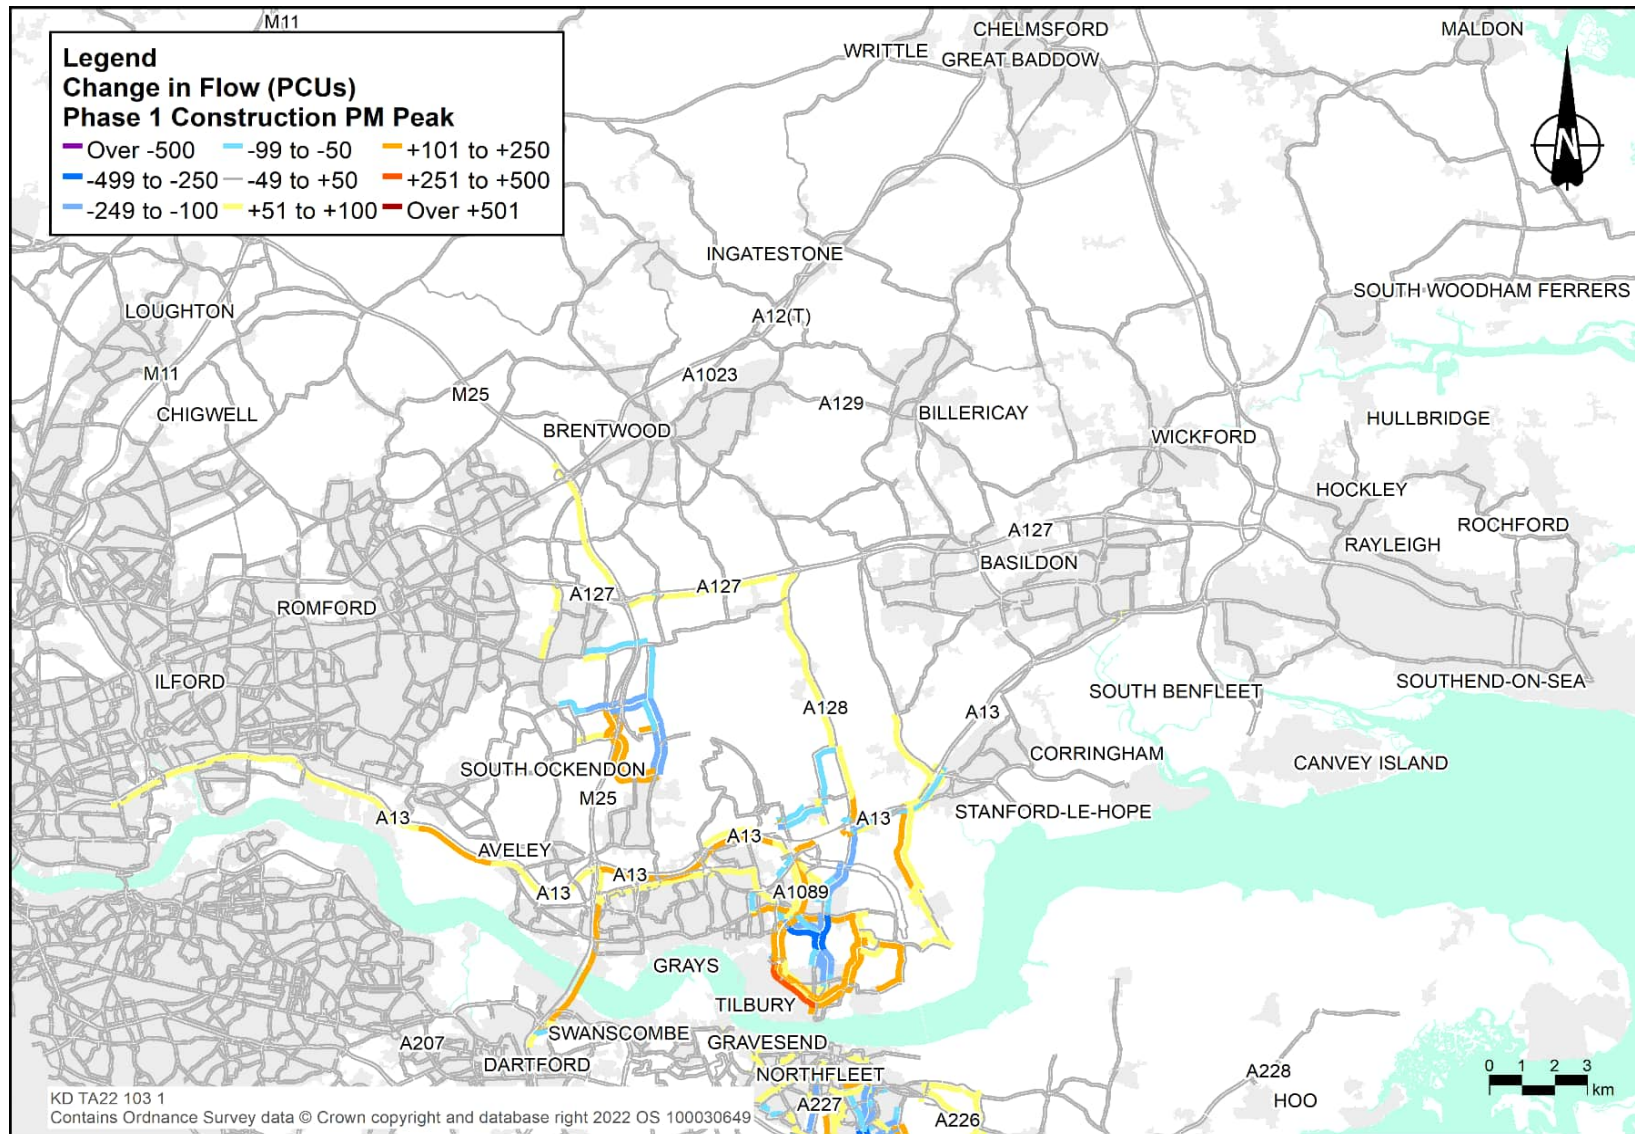 M11
CHELMSFORD
MALDON
WRITTLE
GREAT BADDOW
Legend
Change in Flow (PCUs)
Phase 1 Construction PM Peak
Over -500
-99 to -50
+101 to +250
-499 to -250
-49 to +50
+251 to +500
-249 to -100
+51 to +100
Over +501
N
INGATESTONE
SOUTH WOODHAM FERRERS
LOUGHTON
A12(T)
M11
A1023
M25
A129
CHIGWELL
BILLERICAY
HULLBRIDGE
BRENTWOOD
WICKFORD
HOCKLEY
ROCHFORD
A127
RAYLEIGH
BASILDON
A127
A127
ROMFORD
ILFORD
SOUTHEND-ON-SEA
SOUTH BENFLEET
A128
A13
CORRINGHAM
CANVEY ISLAND
SOUTH OCKENDON
M25
STANFORD-LE-HOPE
A13
A13
A13
AVELEY
A13
A13
A1089
GRAYS
TILBURY
SWANSCOMBE
A207
GRAVESEND
DARTFORD
NORTHFLEET
A228
HOO
A227
A226
0 1 2 3
km
KD TA22 103 1
Contains Ordnance Survey data © Crown copyright and database right 2022 OS 100030649